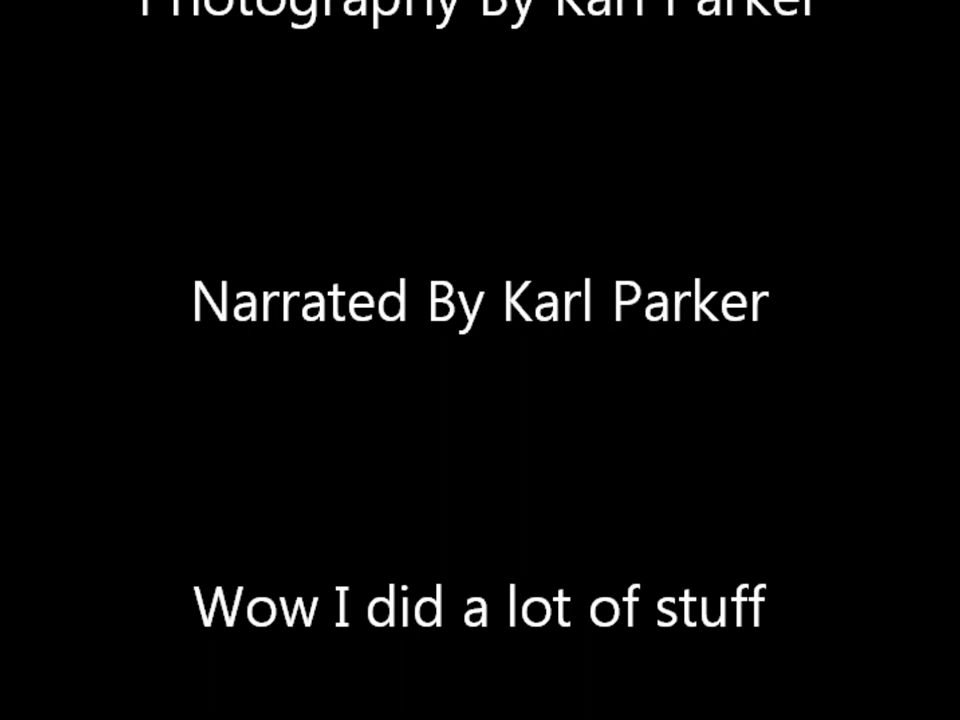 Photography By Karl Parker
Narrated By Karl Parker
Wow I did a lot of stuff